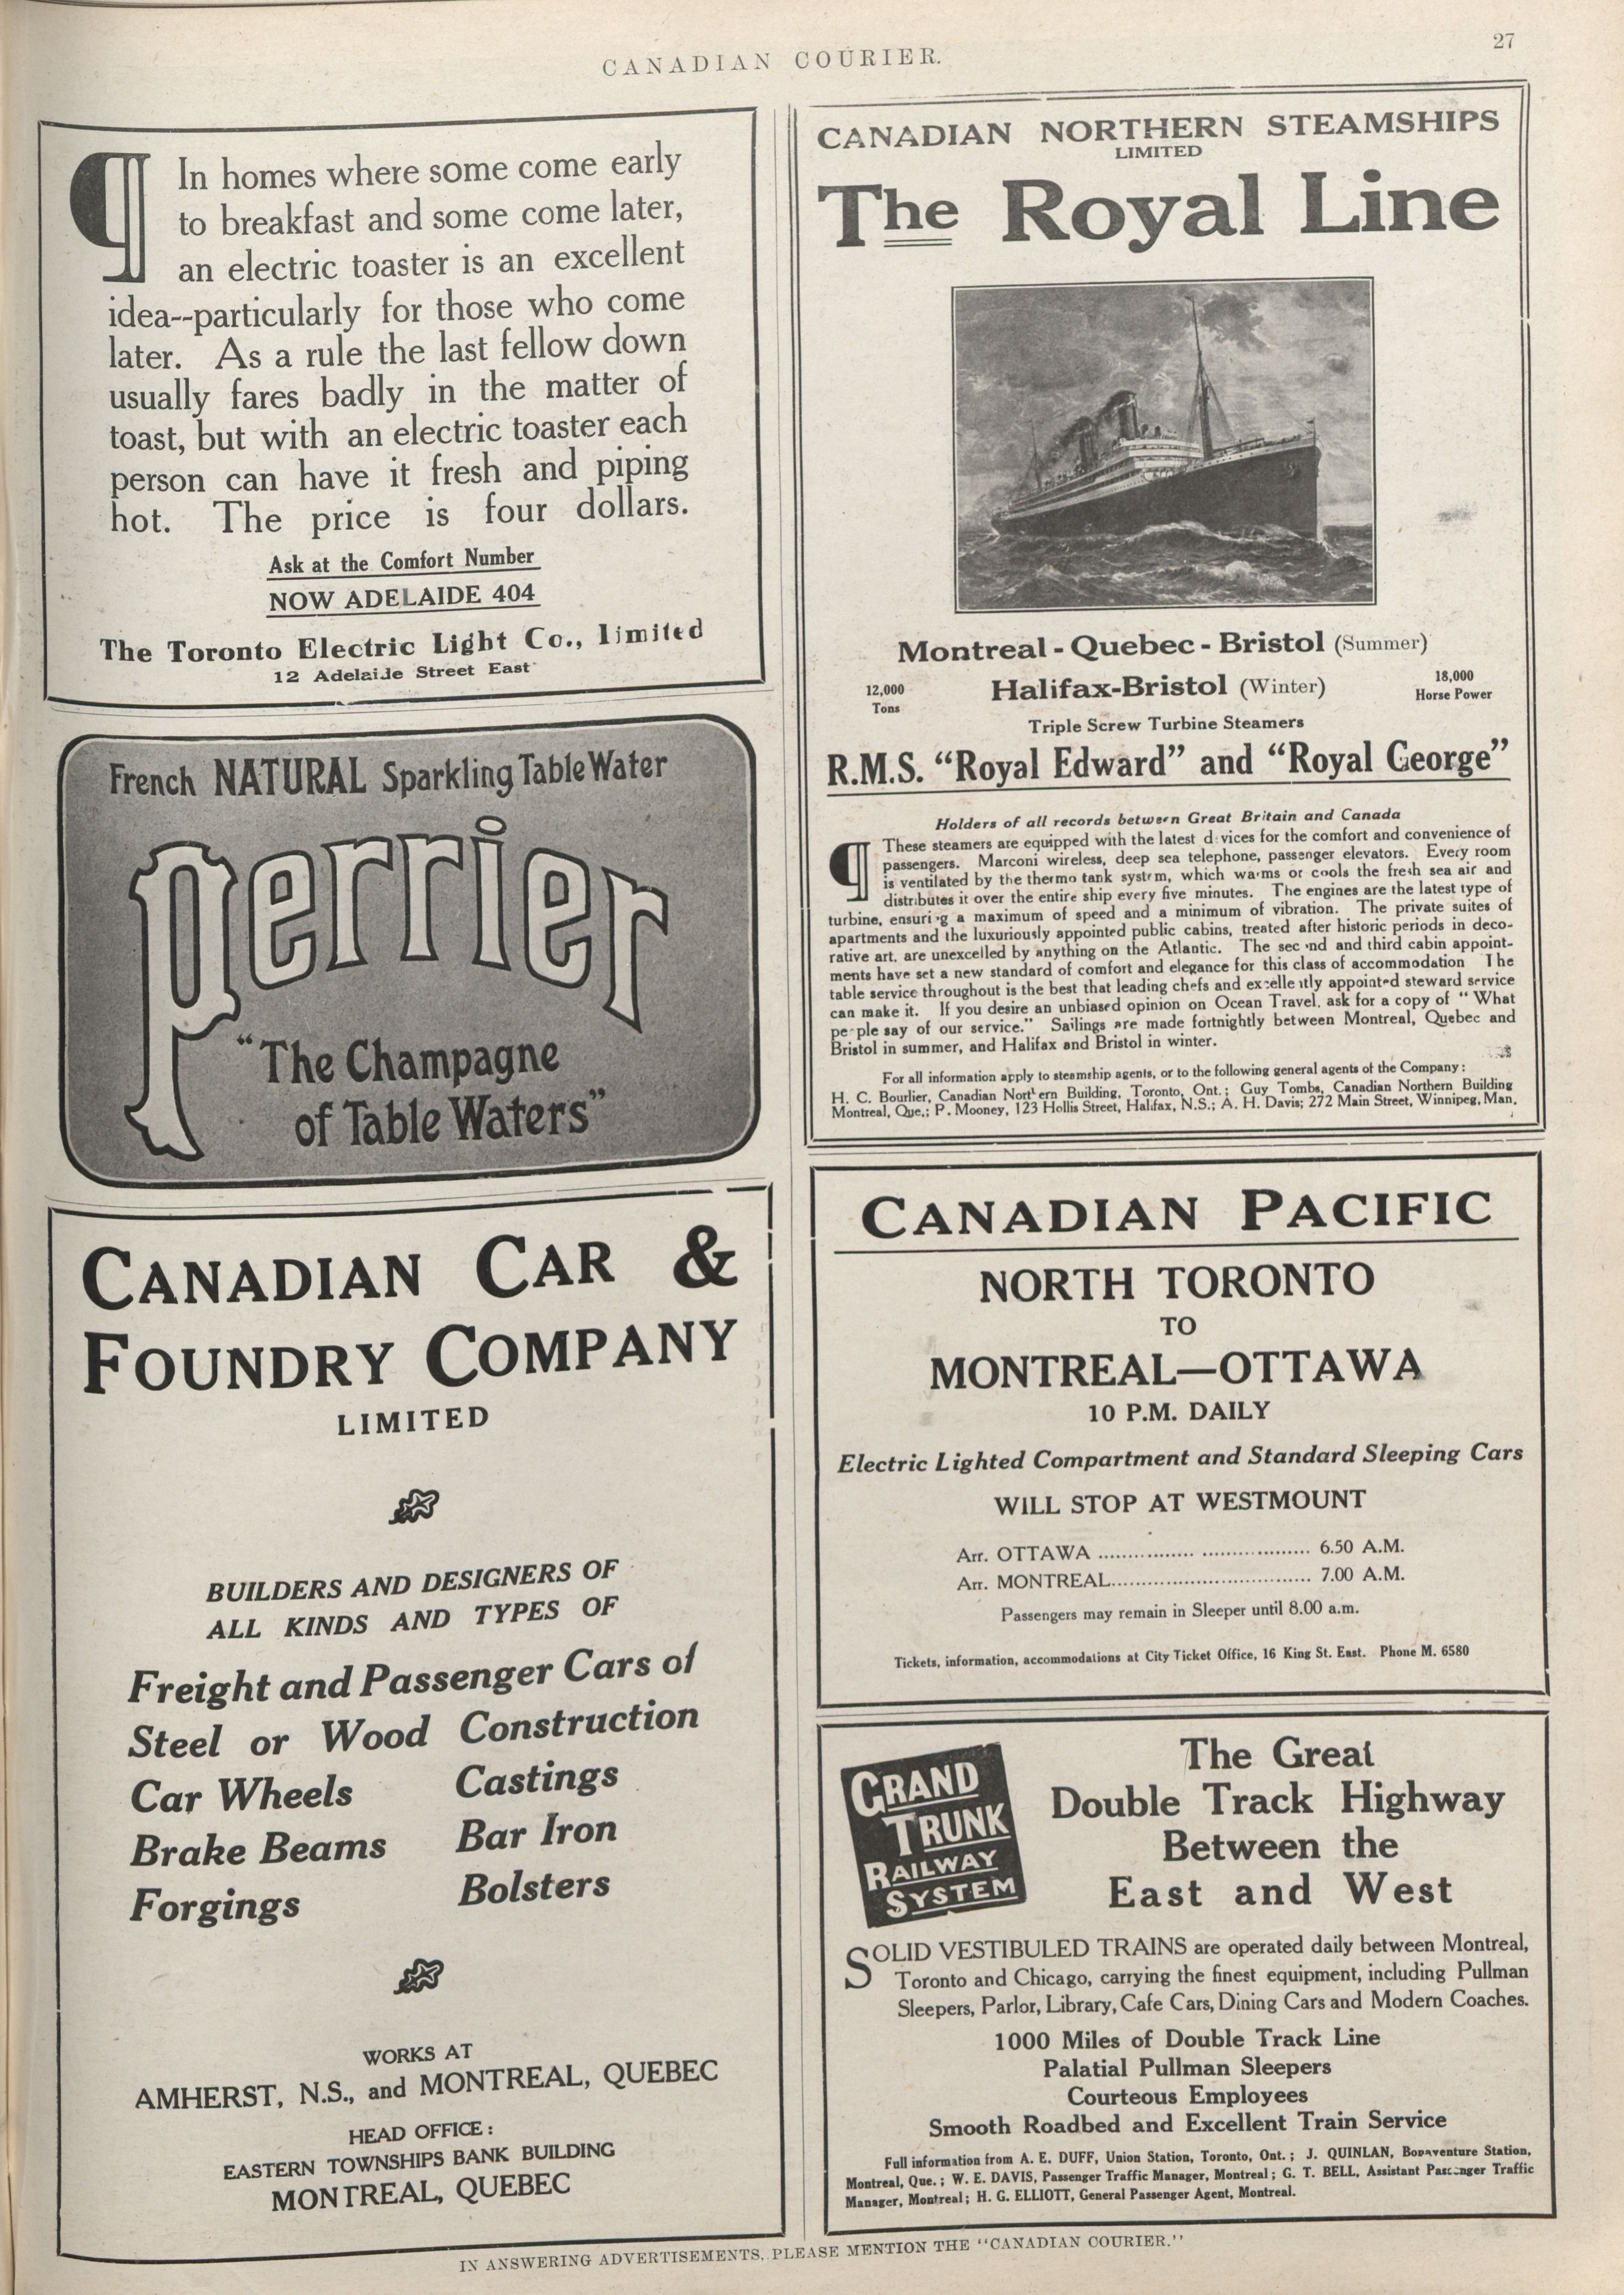 CANADIAN COURIER.
27
In homes where some come early
to breakfast and some come later,
an electric toaster is an excellent
idea--particularly for those who come
later. As a rule the last fellow down
usually fares badly in the matter of
toast, but with an electric toaster each
person can have it fresh and piping
hot. The price is four dollars.
Ask at the Comfort Number
NOW ADELAIDE 404
The Toronto Electric Light Co., limited
12 Adelaide Street East
French NATURAL Sparkling Table Water
Perrier
"The Champagne
of Table Waters"
CANADIAN CAR &
FOUNDRY COMPANY
LIMITED
BUILDERS AND DESIGNERS OF
ALL KINDS AND TYPES OF
Freight and Passenger Cars of
Steel or Wood Construction
Car Wheels Castings
Brake Beams Bar Iron
Forgings Bolsters
WORKS AT
AMHERST, N.S., and MONTREAL, QUEBEC
HEAD OFFICE:
EASTERN TOWNSHIPS BANK BUILDING
MONTREAL, QUEBEC
CANADIAN NORTHERN STEAMSHIPS
LIMITED
The Royal Line
Montreal - Quebec - Bristol (Summer)
12,000
Tons
Halifax-Bristol (Winter)
18,000
Horse Power
Triple Screw Turbine Steamers
R.M.S. "Royal Edward" and "Royal George"
Holders of all records between Great Britain and Canada
¶ These steamers are equipped with the latest d vices for the comfort and convenience of
passengers. Marconi wireless, deep sea telephone, passenger elevators. Every room
is ventilated by the thermo tank system, which warms or cools the fresh sea air and
distributes it over the entire ship every five minutes. The engines are the latest type of
turbine, ensuri g a maximum of speed and a minimum of vibration. The private suites of
apartments and the luxuriously appointed public cabins, treated after historic periods in deco-
rative art, are unexcelled by anything on the Atlantic. The sec nd and third cabin appoint-
ments have set a new standard of comfort and elegance for this class of accommodation The
table service throughout is the best that leading chefs and excellently appointed steward service
can make it. If you desire an unbiased opinion on Ocean Travel, ask for a copy of "What
pe ple say of our service." Sailings are made fortnightly between Montreal, Quebec and
Bristol in summer, and Halifax and Bristol in winter.
For all information apply to steamship agents, or to the following general agents of the Company:
H. C. Bourlier, Canadian Northern Building, Toronto, Ont.; Guy Tombs, Canadian Northern Building
Montreal, Que.; P. Mooney, 123 Hollis Street, Halifax, N.S.; A. H. Davis; 272 Main Street, Winnipeg, Man.
CANADIAN PACIFIC
NORTH TORONTO
TO
MONTREAL—OTTAWA
10 P.M. DAILY
Electric Lighted Compartment and Standard Sleeping Cars
WILL STOP AT WESTMOUNT
Arr. OTTAWA .................................. 6.50 A.M.
Arr. MONTREAL.................................. 7.00 A.M.
Passengers may remain in Sleeper until 8.00 a.m.
Tickets, information, accommodations at City Ticket Office, 16 King St. East. Phone M. 6580
GRAND
TRUNK
RAILWAY
SYSTEM
The Great
Double Track Highway
Between the
East and West
SOLID VESTIBULED TRAINS are operated daily between Montreal,
Toronto and Chicago, carrying the finest equipment, including Pullman
Sleepers, Parlor, Library, Cafe Cars, Dining Cars and Modern Coaches.
1000 Miles of Double Track Line
Palatial Pullman Sleepers
Courteous Employees
Smooth Roadbed and Excellent Train Service
Full information from A. E. DUFF, Union Station, Toronto, Ont.; J. QUINLAN, Bonaventure Station,
Montreal, Que.; W. E. DAVIS, Passenger Traffic Manager, Montreal; G. T. BELL, Assistant Passenger Traffic
Manager, Montreal; H. G. ELLIOTT, General Passenger Agent, Montreal.
IN ANSWERING ADVERTISEMENTS, PLEASE MENTION THE "CANADIAN COURIER."